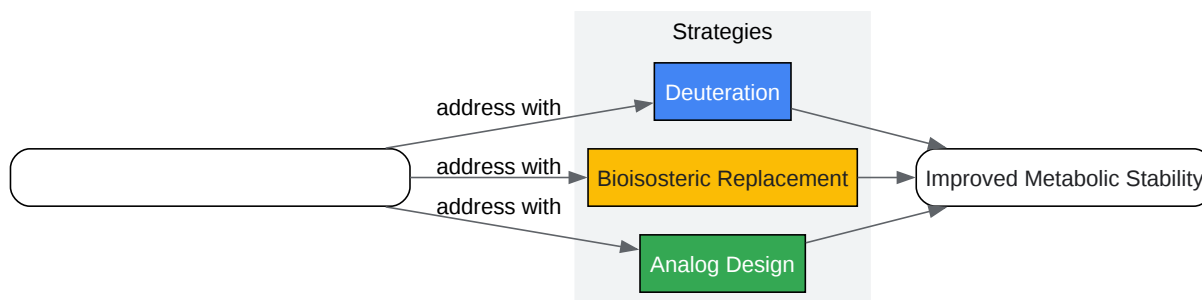 Strategies
Deuteration
address with
address with
Bioisosteric Replacement
Improved Metabolic Stability
address with
Analog Design